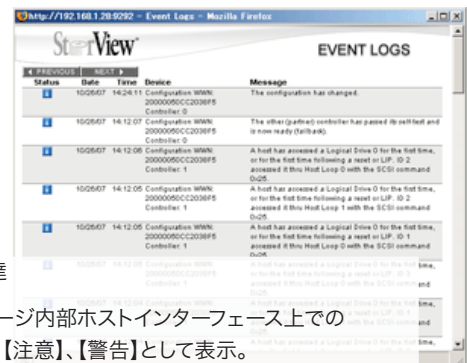 http://192.168.1.28:9292 - Event Logs - Mozilla Firefox
StorView
EVENT LOGS
PREVIOUS NEXT
Status Date Time Device Message
10/26/07 14:24:11 Configuration WWN: The configuration has changed.
20000050CC2038F5
Controller: 0
10/26/07 14:12:07 Configuration WWN: The other (partner) controller has passed its self-test and
20000050CC2038F5 is now ready (failback).
Controller: 0
10/26/07 14:12:06 Configuration WWN: A host has accessed a Logical Drive 0 for the first time,
20000050CC2038F5 or for the first time following a reset or LIP. ID 2
Controller: 1 accessed it thru Host Loop 0 with the SCSI command
0x25.
10/26/07 14:12:05 Configuration WWN: A host has accessed a Logical Drive 0 for the first time,
20000050CC2038F5 or for the first time following a reset or LIP. ID 2
Controller: 1 accessed it thru Host Loop 1 with the SCSI command
0x25.
10/26/07 14:12:05 Configuration WWN: A host has accessed a Logical Drive 0 for the first time,
20000050CC2038F5 or for the first time following a reset or LIP. ID 3
Controller: 1 accessed it thru Host Loop 0 with the SCSI command
0x25.
ージ内部ホストインターフェース上での
【注意】、【警告】として表示。